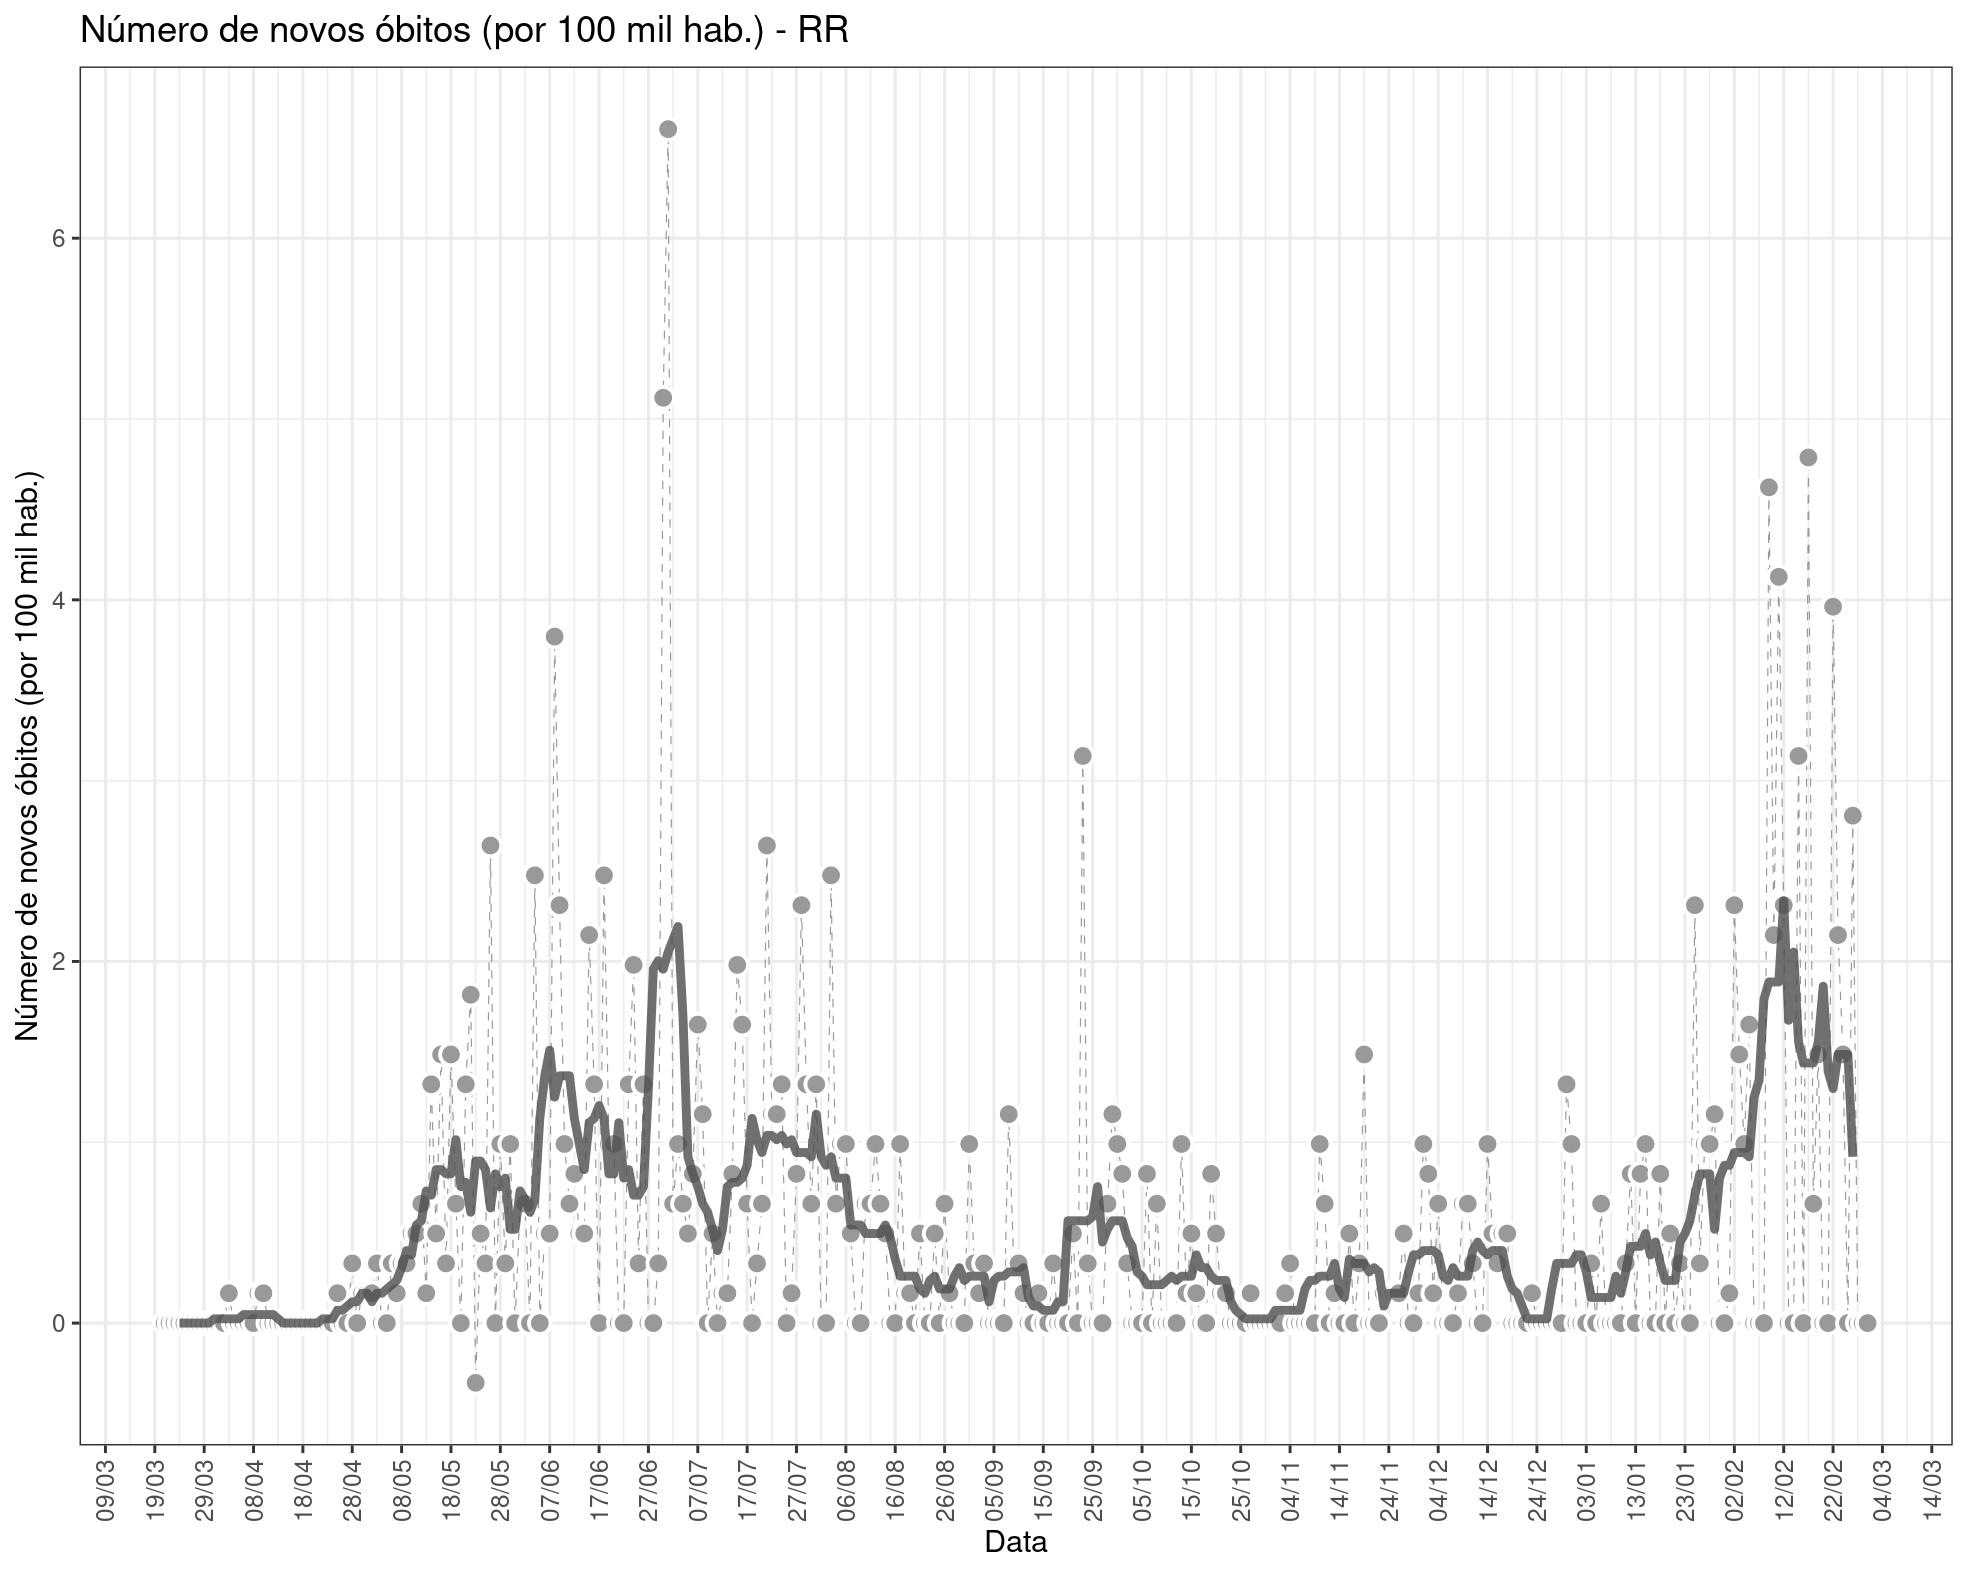 Número de novos óbitos (por 100 mil hab.) - RR
Número de novos óbitos (por 100 mil hab.)
6
4
2
0
09/03 19/03 29/03 08/04 18/04 28/04 08/05 18/05 28/05 07/06 17/06 27/06 07/07 17/07 27/07 06/08 16/08 26/08 05/09 15/09 25/09 05/10 15/10 25/10 04/11 14/11 24/11 04/12 14/12 24/12 03/01 13/01 23/01 02/02 12/02 22/02 04/03 14/03
Data